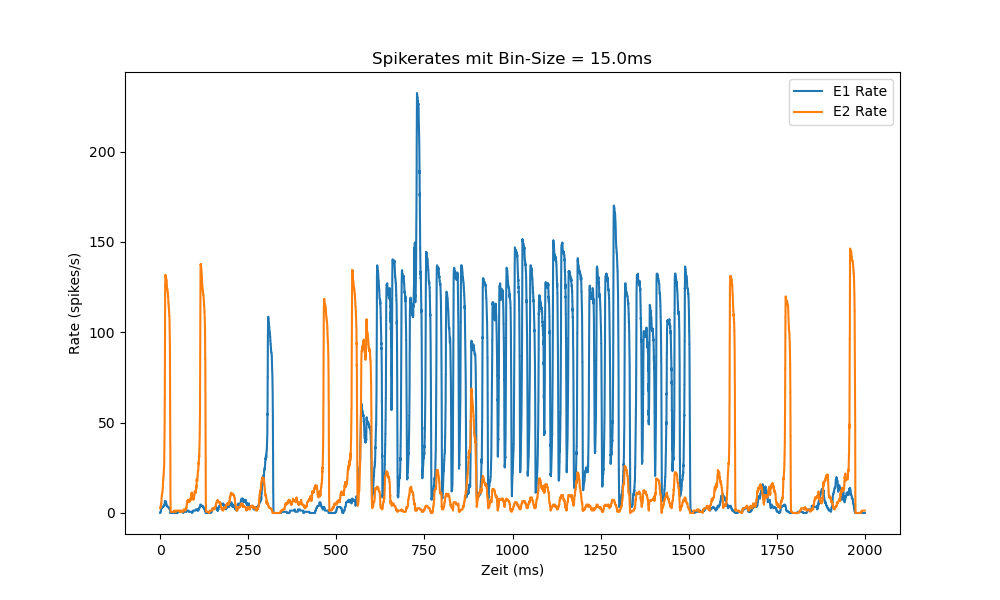 Spikerates mit Bin-Size = 15.0ms
E1 Rate
E2 Rate
Rate (spikes/s)
200
150
100
50
0
0 250 500 750 1000 1250 1500 1750 2000
Zeit (ms)